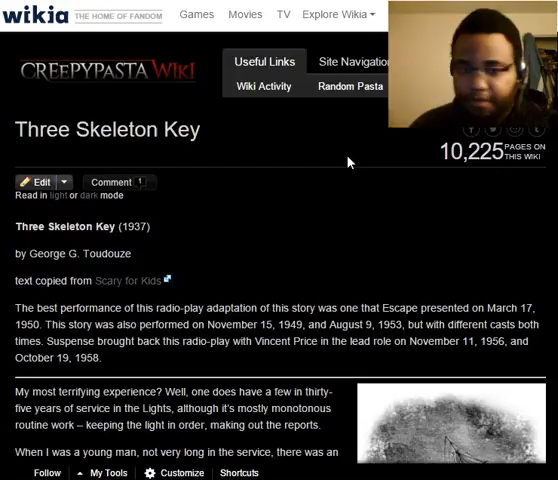 wikia THE HOME OF FANDOM Games Movies TV Explore Wikia
CREEPYPASTA WIKI
Useful Links Site Navigation
Wiki Activity Random Pasta
Three Skeleton Key
10,225 PAGES ON THIS WIKI
Edit Comment 1
Read in light or dark mode
Three Skeleton Key (1937)
by George G. Toudouze
text copied from Scary for Kids
The best performance of this radio-play adaptation of this story was one that Escape presented on March 17,
1950. This story was also performed on November 15, 1949, and August 9, 1953, but with different casts both
times. Suspense brought back this radio-play with Vincent Price in the lead role on November 11, 1956, and
October 19, 1958.
My most terrifying experience? Well, one does have a few in thirty-
five years of service in the Lights, although it's mostly monotonous
routine work – keeping the light in order, making out the reports.
When I was a young man, not very long in the service, there was an
Follow My Tools Customize Shortcuts